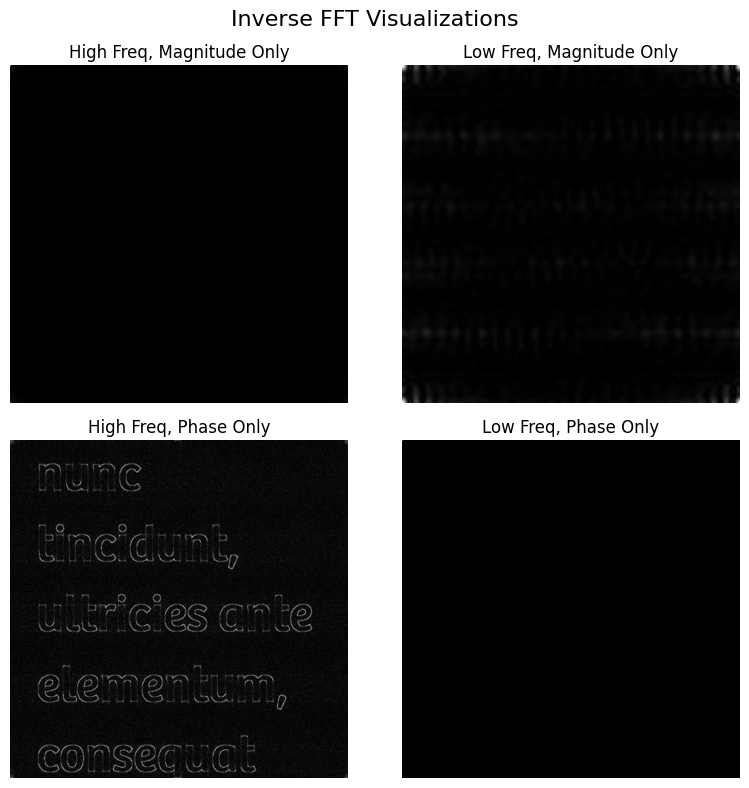 Inverse FFT Visualizations
High Freq, Magnitude Only
Low Freq, Magnitude Only
High Freq, Phase Only
nunc
tincidunt,
ultricies ante
elementum,
consequat
Low Freq, Phase Only